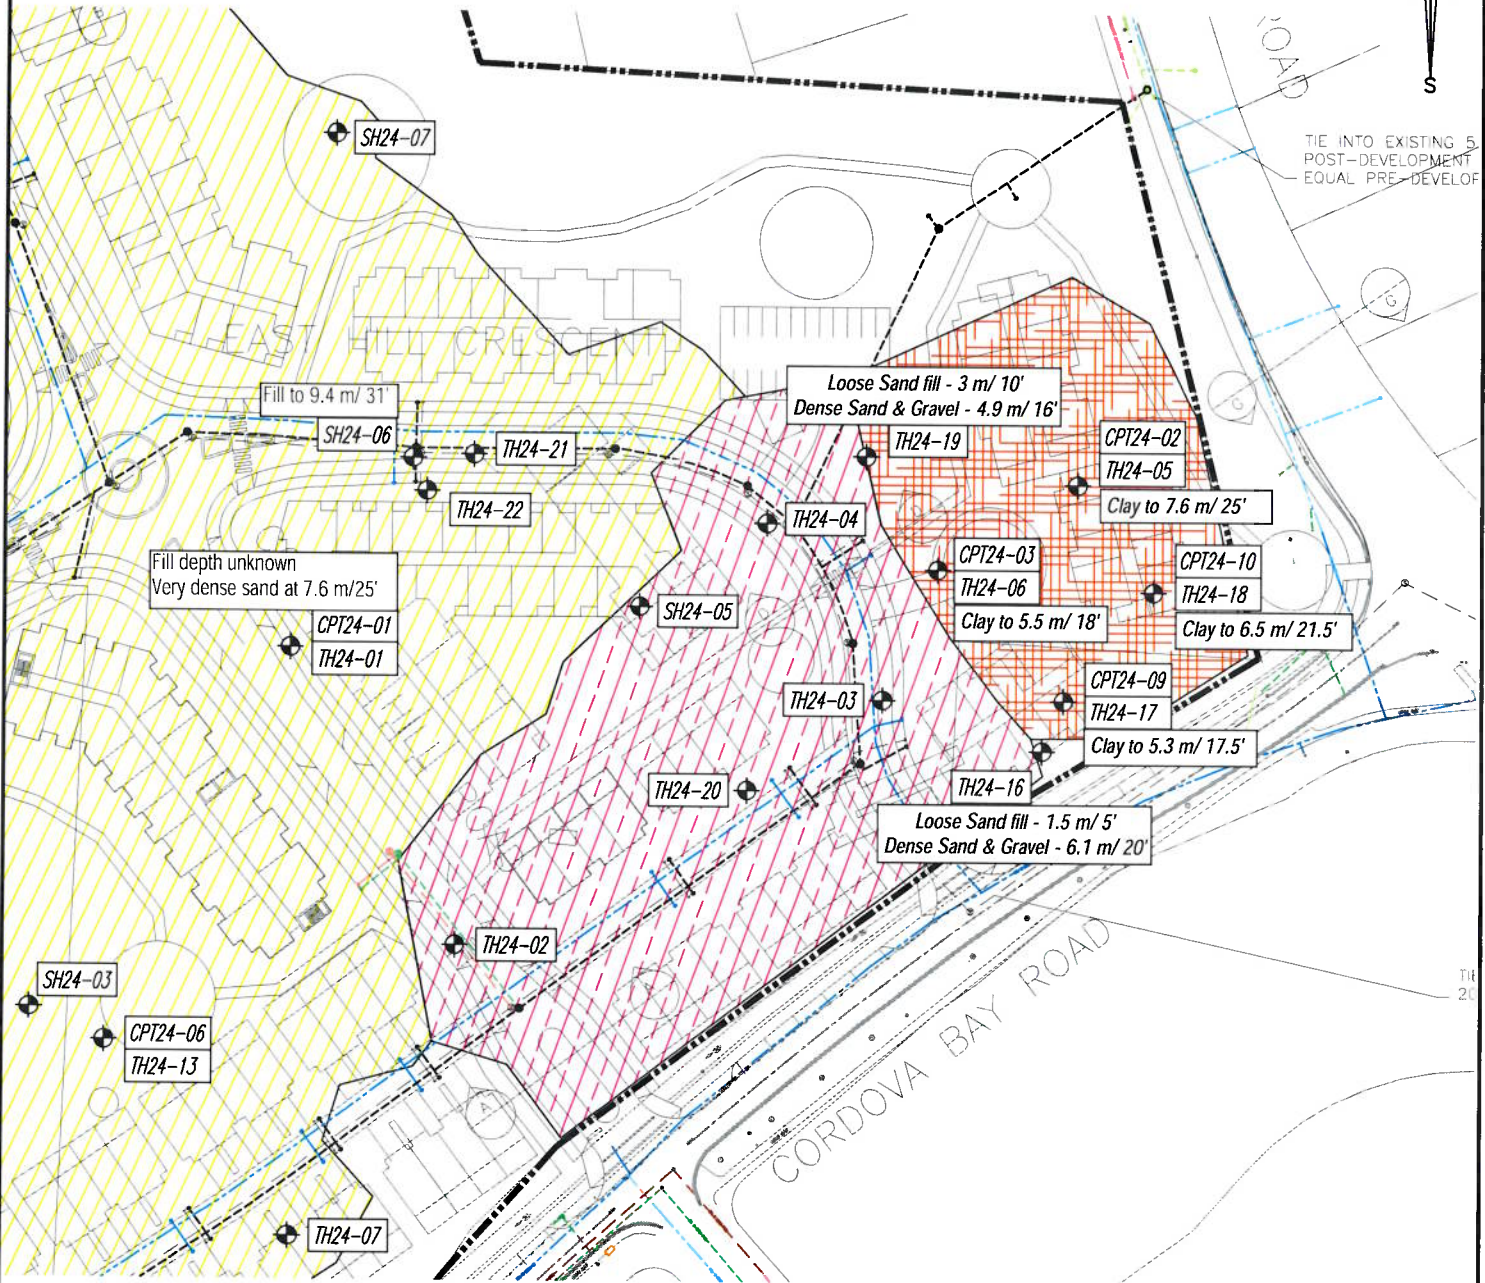 S
ROAD
TIE INTO EXISTING 5
POST-DEVELOPMENT
EQUAL PRE-DEVELOP
SH24-07
EAST HILL CRESCENT
Fill to 9.4 m/ 31'
SH24-06
TH24-21
TH24-22
Loose Sand fill - 3 m/ 10'
Dense Sand & Gravel - 4.9 m/ 16'
TH24-19
CPT24-02
TH24-05
Clay to 7.6 m/ 25'
TH24-04
CPT24-03
TH24-06
Clay to 5.5 m/ 18'
CPT24-10
TH24-18
Clay to 6.5 m/ 21.5'
Fill depth unknown
Very dense sand at 7.6 m/25'
CPT24-01
TH24-01
SH24-05
TH24-03
CPT24-09
TH24-17
Clay to 5.3 m/ 17.5'
TH24-20
TH24-16
Loose Sand fill - 1.5 m/ 5'
Dense Sand & Gravel - 6.1 m/ 20'
TH24-02
SH24-03
CPT24-06
TH24-13
TH24-07
CORDOVA BAY ROAD
G
G
A
TIE
20